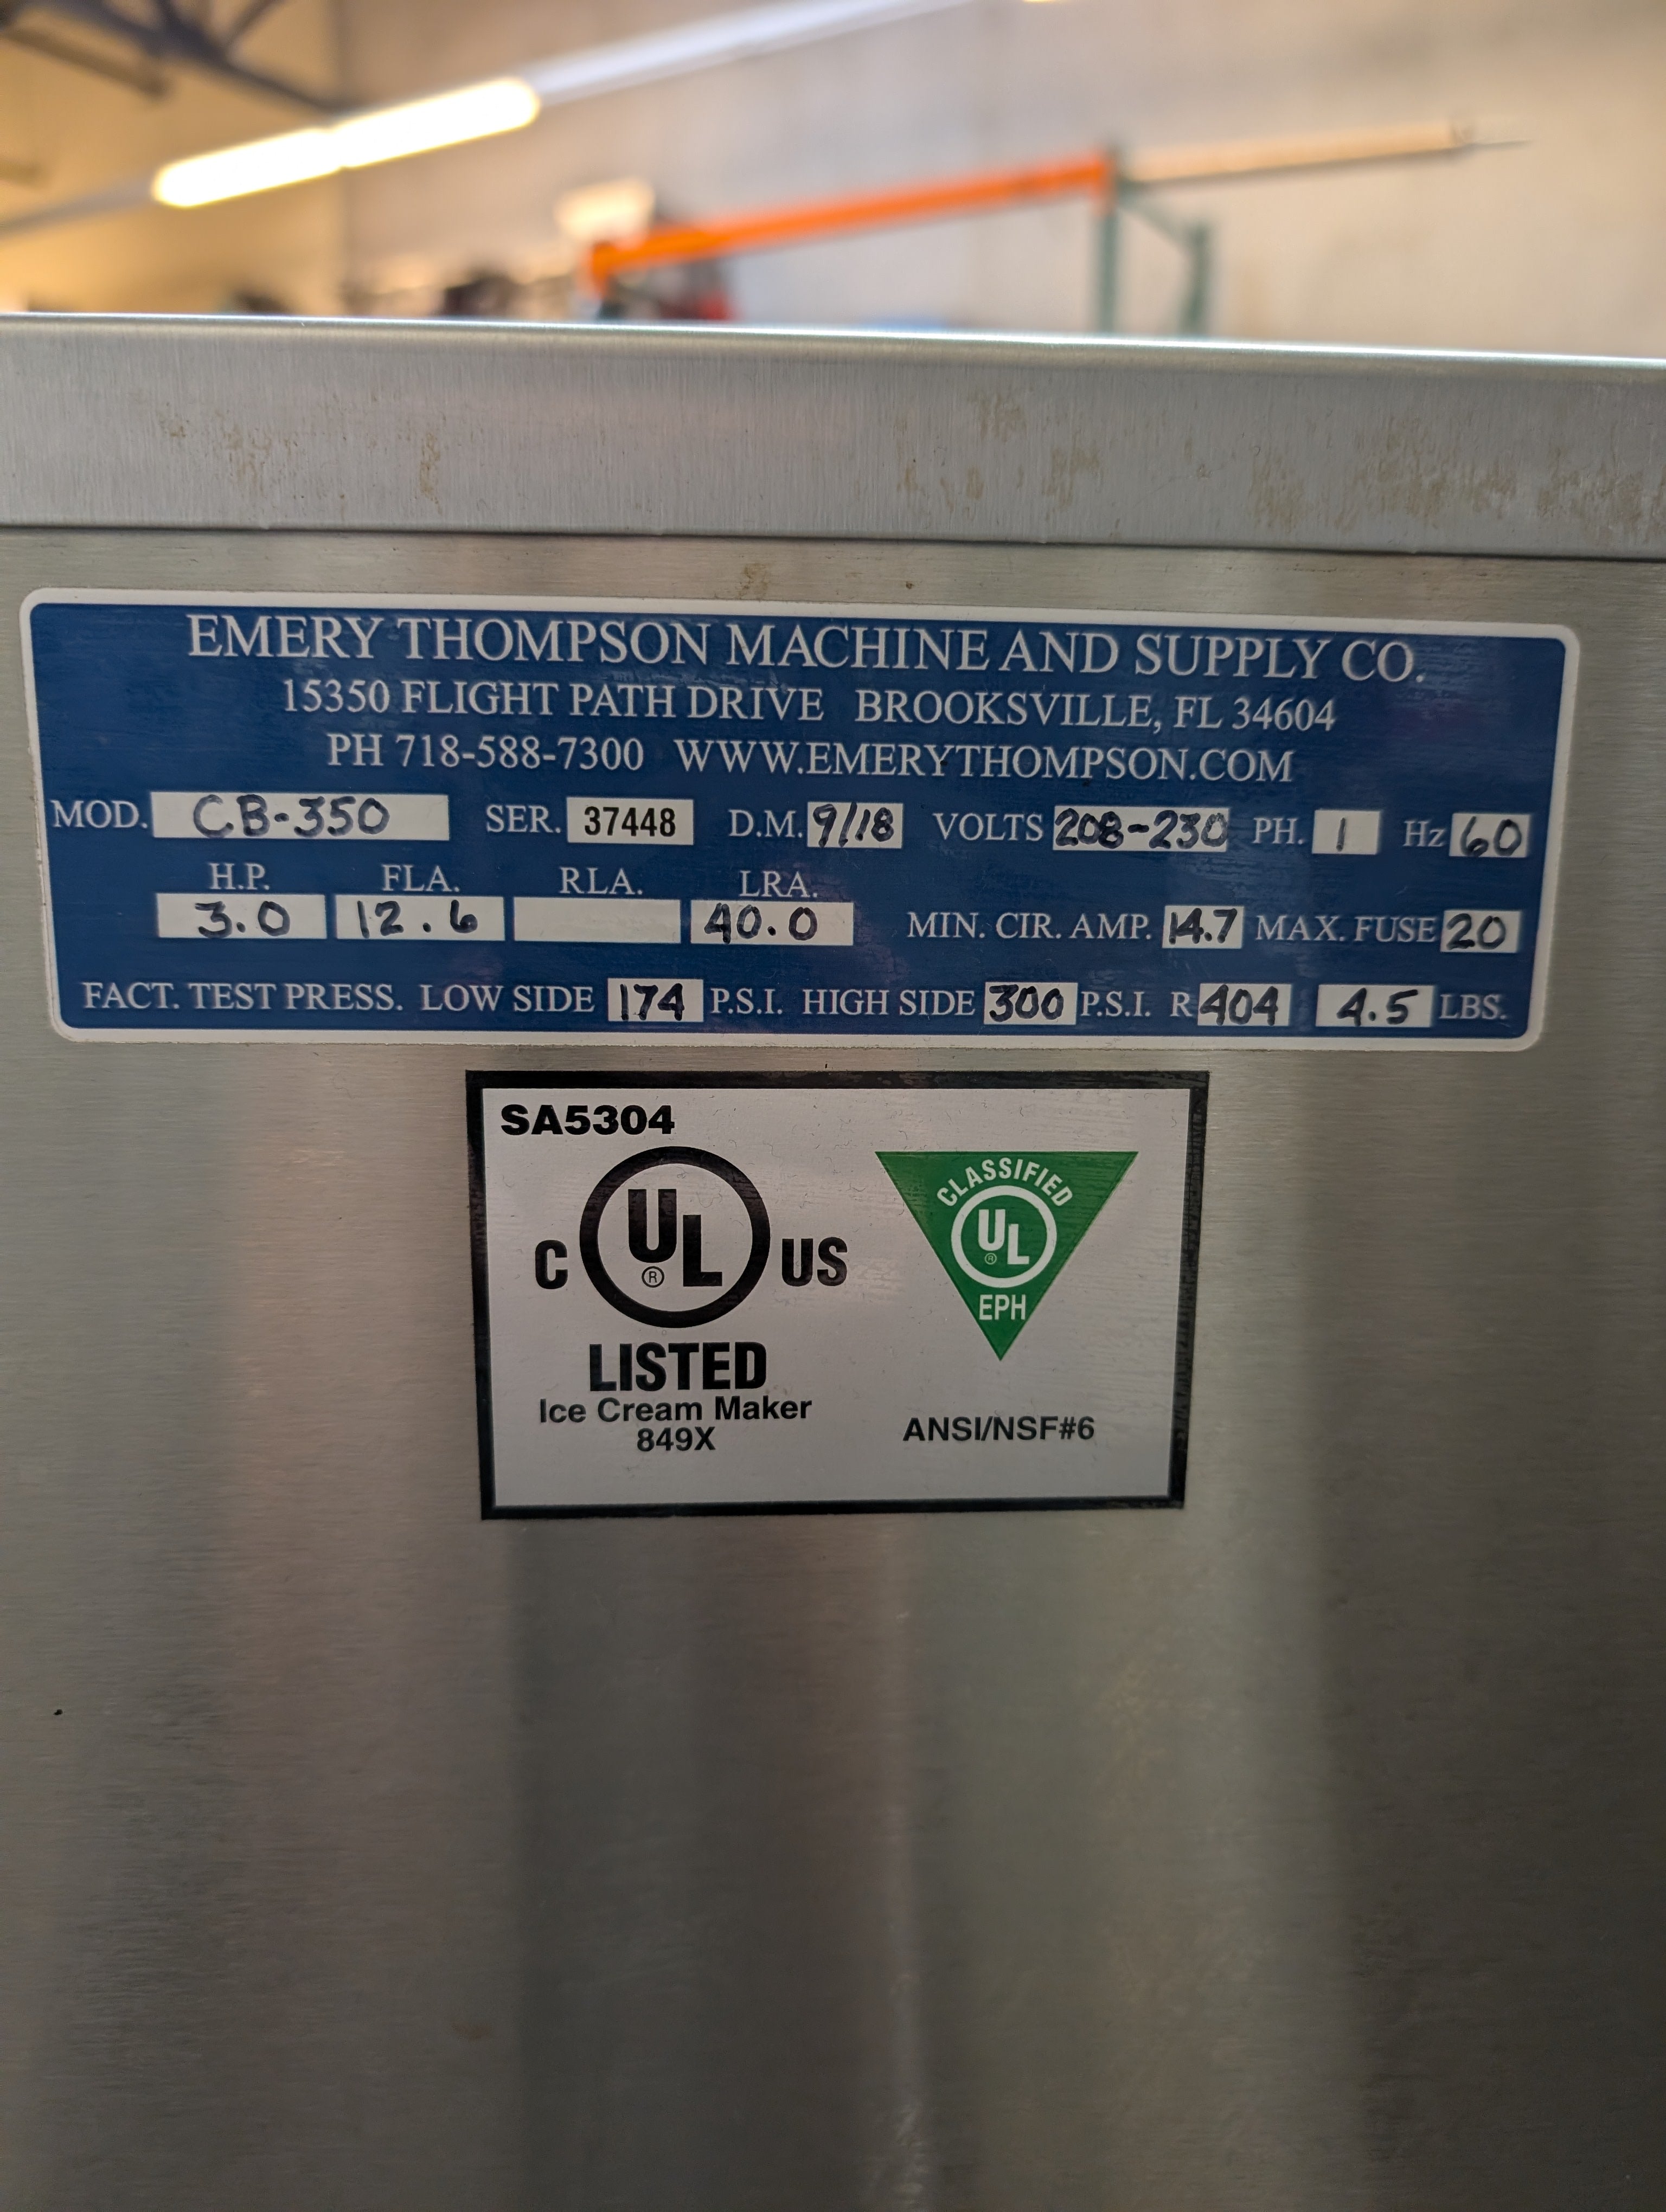 EMERY THOMPSON MACHINE AND SUPPLY CO.
15350 FLIGHT PATH DRIVE BROOKSVILLE, FL 34604
PH 718-588-7300 WWW.EMERYTHOMPSON.COM
MOD. CB-350 SER. 37448 D.M. 9/18 VOLTS 208-230 PH. 1 Hz 60
H.P. FLA. RLA. LRA.
3.0 12.6 40.0 MIN. CIR. AMP. 14.7 MAX. FUSE 20
FACT. TEST PRESS. LOW SIDE 174 P.S.I. HIGH SIDE 300 P.S.I. R 404 4.5 LBS.
SA5304
CLASSIFIED
C UL ® US
UL ®
EPH
LISTED
Ice Cream Maker
849X
ANSI/NSF#6